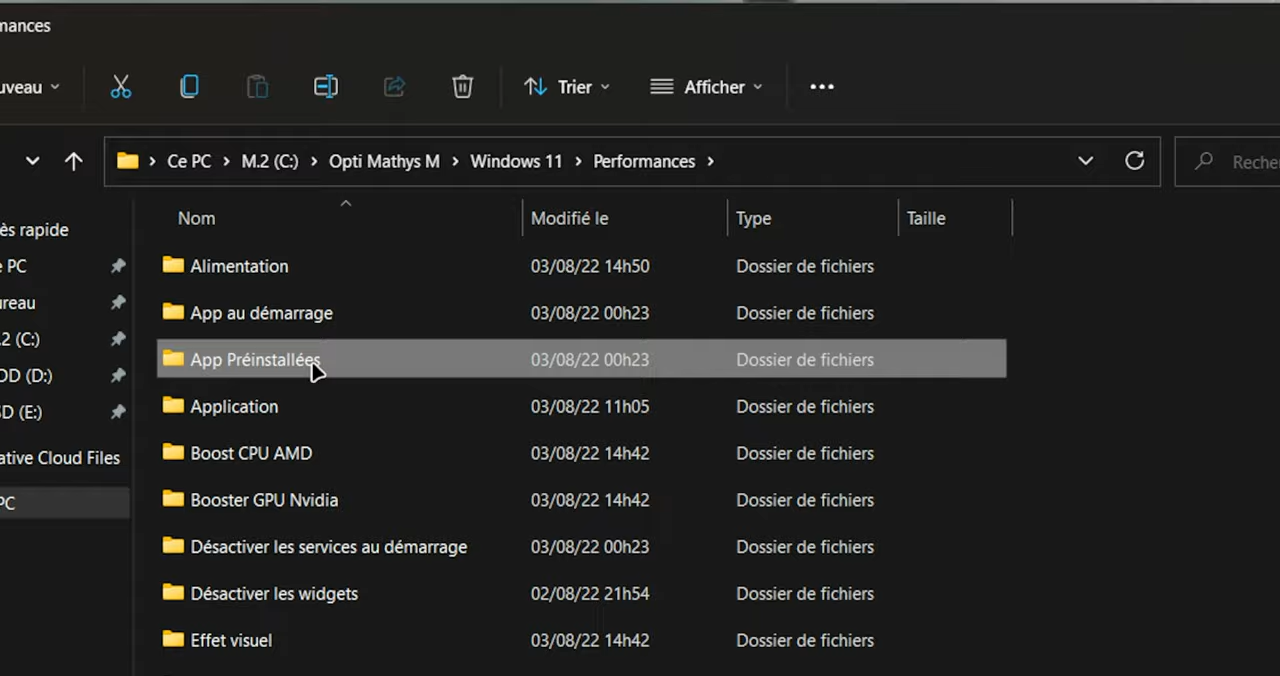 mances
uveau
Trier
Afficher
Ce PC > M.2 (C:) > Opti Mathys M > Windows 11 > Performances >
Recher
Nom
Modifié le
Type
Taille
ès rapide
e PC
ureau
.2 (C:)
DD (D:)
SD (E:)
ative Cloud Files
PC
Alimentation 03/08/22 14h50 Dossier de fichiers
App au démarrage 03/08/22 00h23 Dossier de fichiers
App Préinstallées 03/08/22 00h23 Dossier de fichiers
Application 03/08/22 11h05 Dossier de fichiers
Boost CPU AMD 03/08/22 14h42 Dossier de fichiers
Booster GPU Nvidia 03/08/22 14h42 Dossier de fichiers
Désactiver les services au démarrage 03/08/22 00h23 Dossier de fichiers
Désactiver les widgets 02/08/22 21h54 Dossier de fichiers
Effet visuel 03/08/22 14h42 Dossier de fichiers